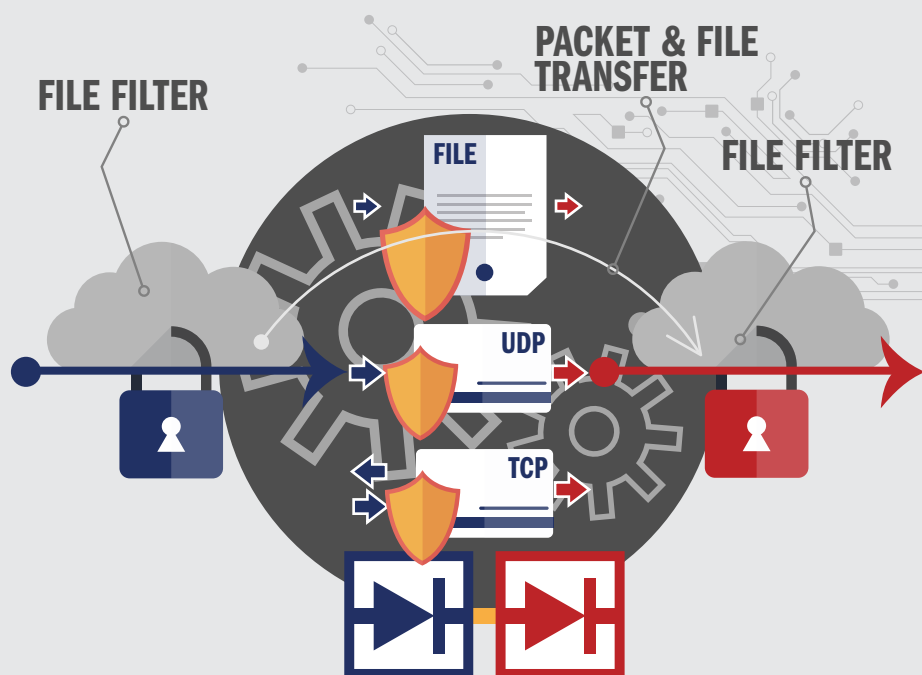 FILE FILTER
PACKET & FILE
TRANSFER
FILE FILTER
FILE
UDP
TCP